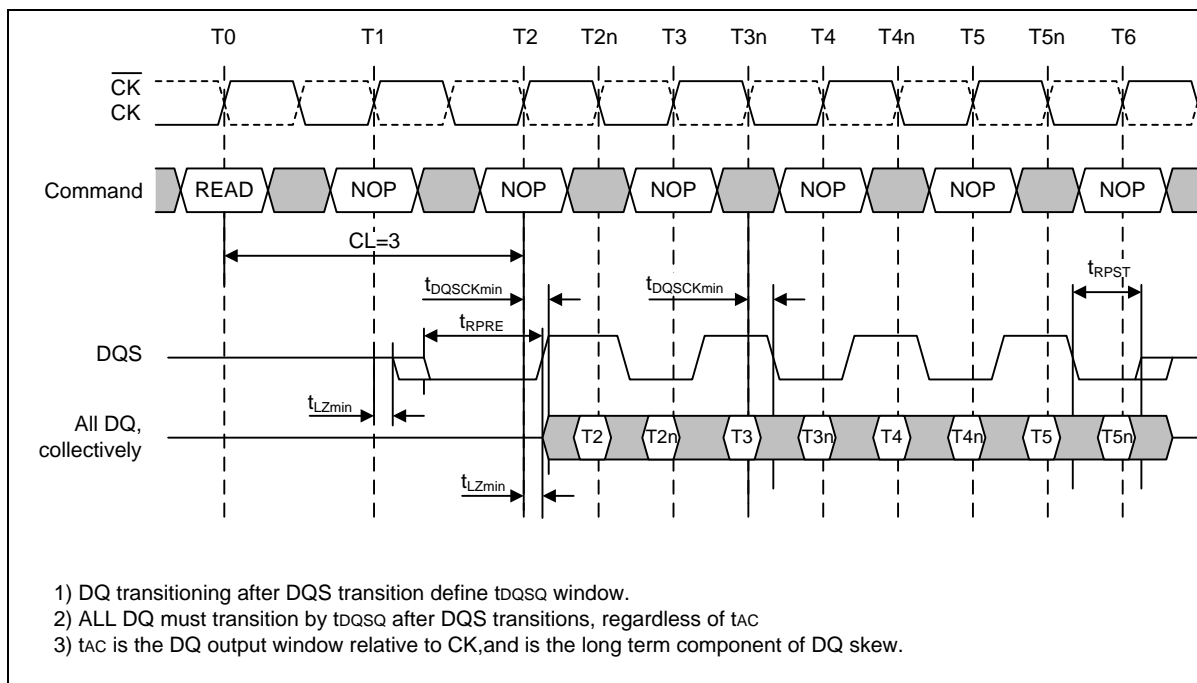 T0 T1 T2 T2n T3 T3n T4 T4n T5 T5n T6
CK
CK
Command READ NOP NOP NOP NOP NOP NOP
CL=3
tDQSCKmin tDQSCKmin tRPST
tRPRE
DQS
tLZmin
All DQ,
collectively
T2 T2n T3 T3n T4 T4n T5 T5n
tLZmin
1) DQ transitioning after DQS transition define tDQSQ window.
2) ALL DQ must transition by tDQSQ after DQS transitions, regardless of tAC
3) tAC is the DQ output window relative to CK,and is the long term component of DQ skew.